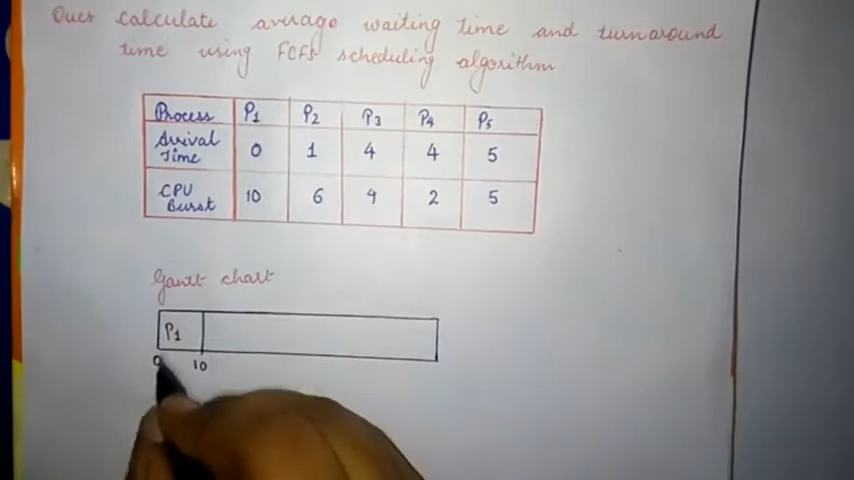 Ques calculate average waiting time and turnaround
time using FCFS scheduling algorithm
Process P1 P2 P3 P4 P5
Arrival Time 0 1 4 4 5
CPU Burst 10 6 4 2 5
Gantt chart
P1
0 10